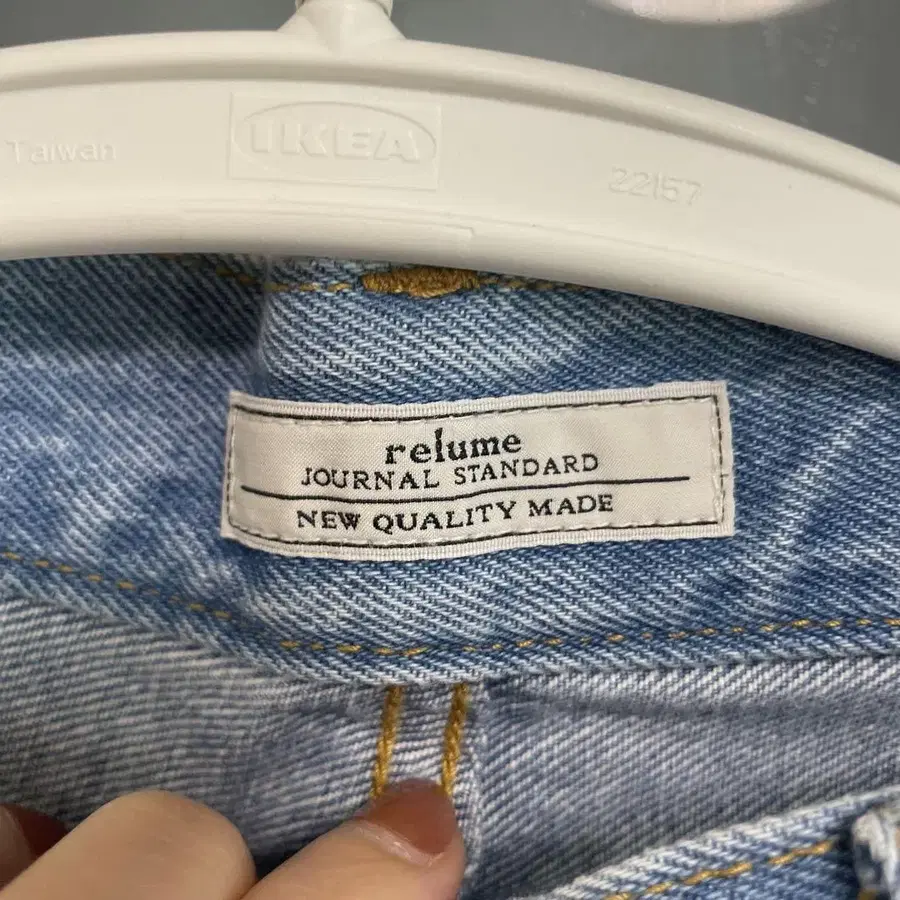 Taiwan
IKEA
22157
relume
JOURNAL STANDARD
NEW QUALITY MADE